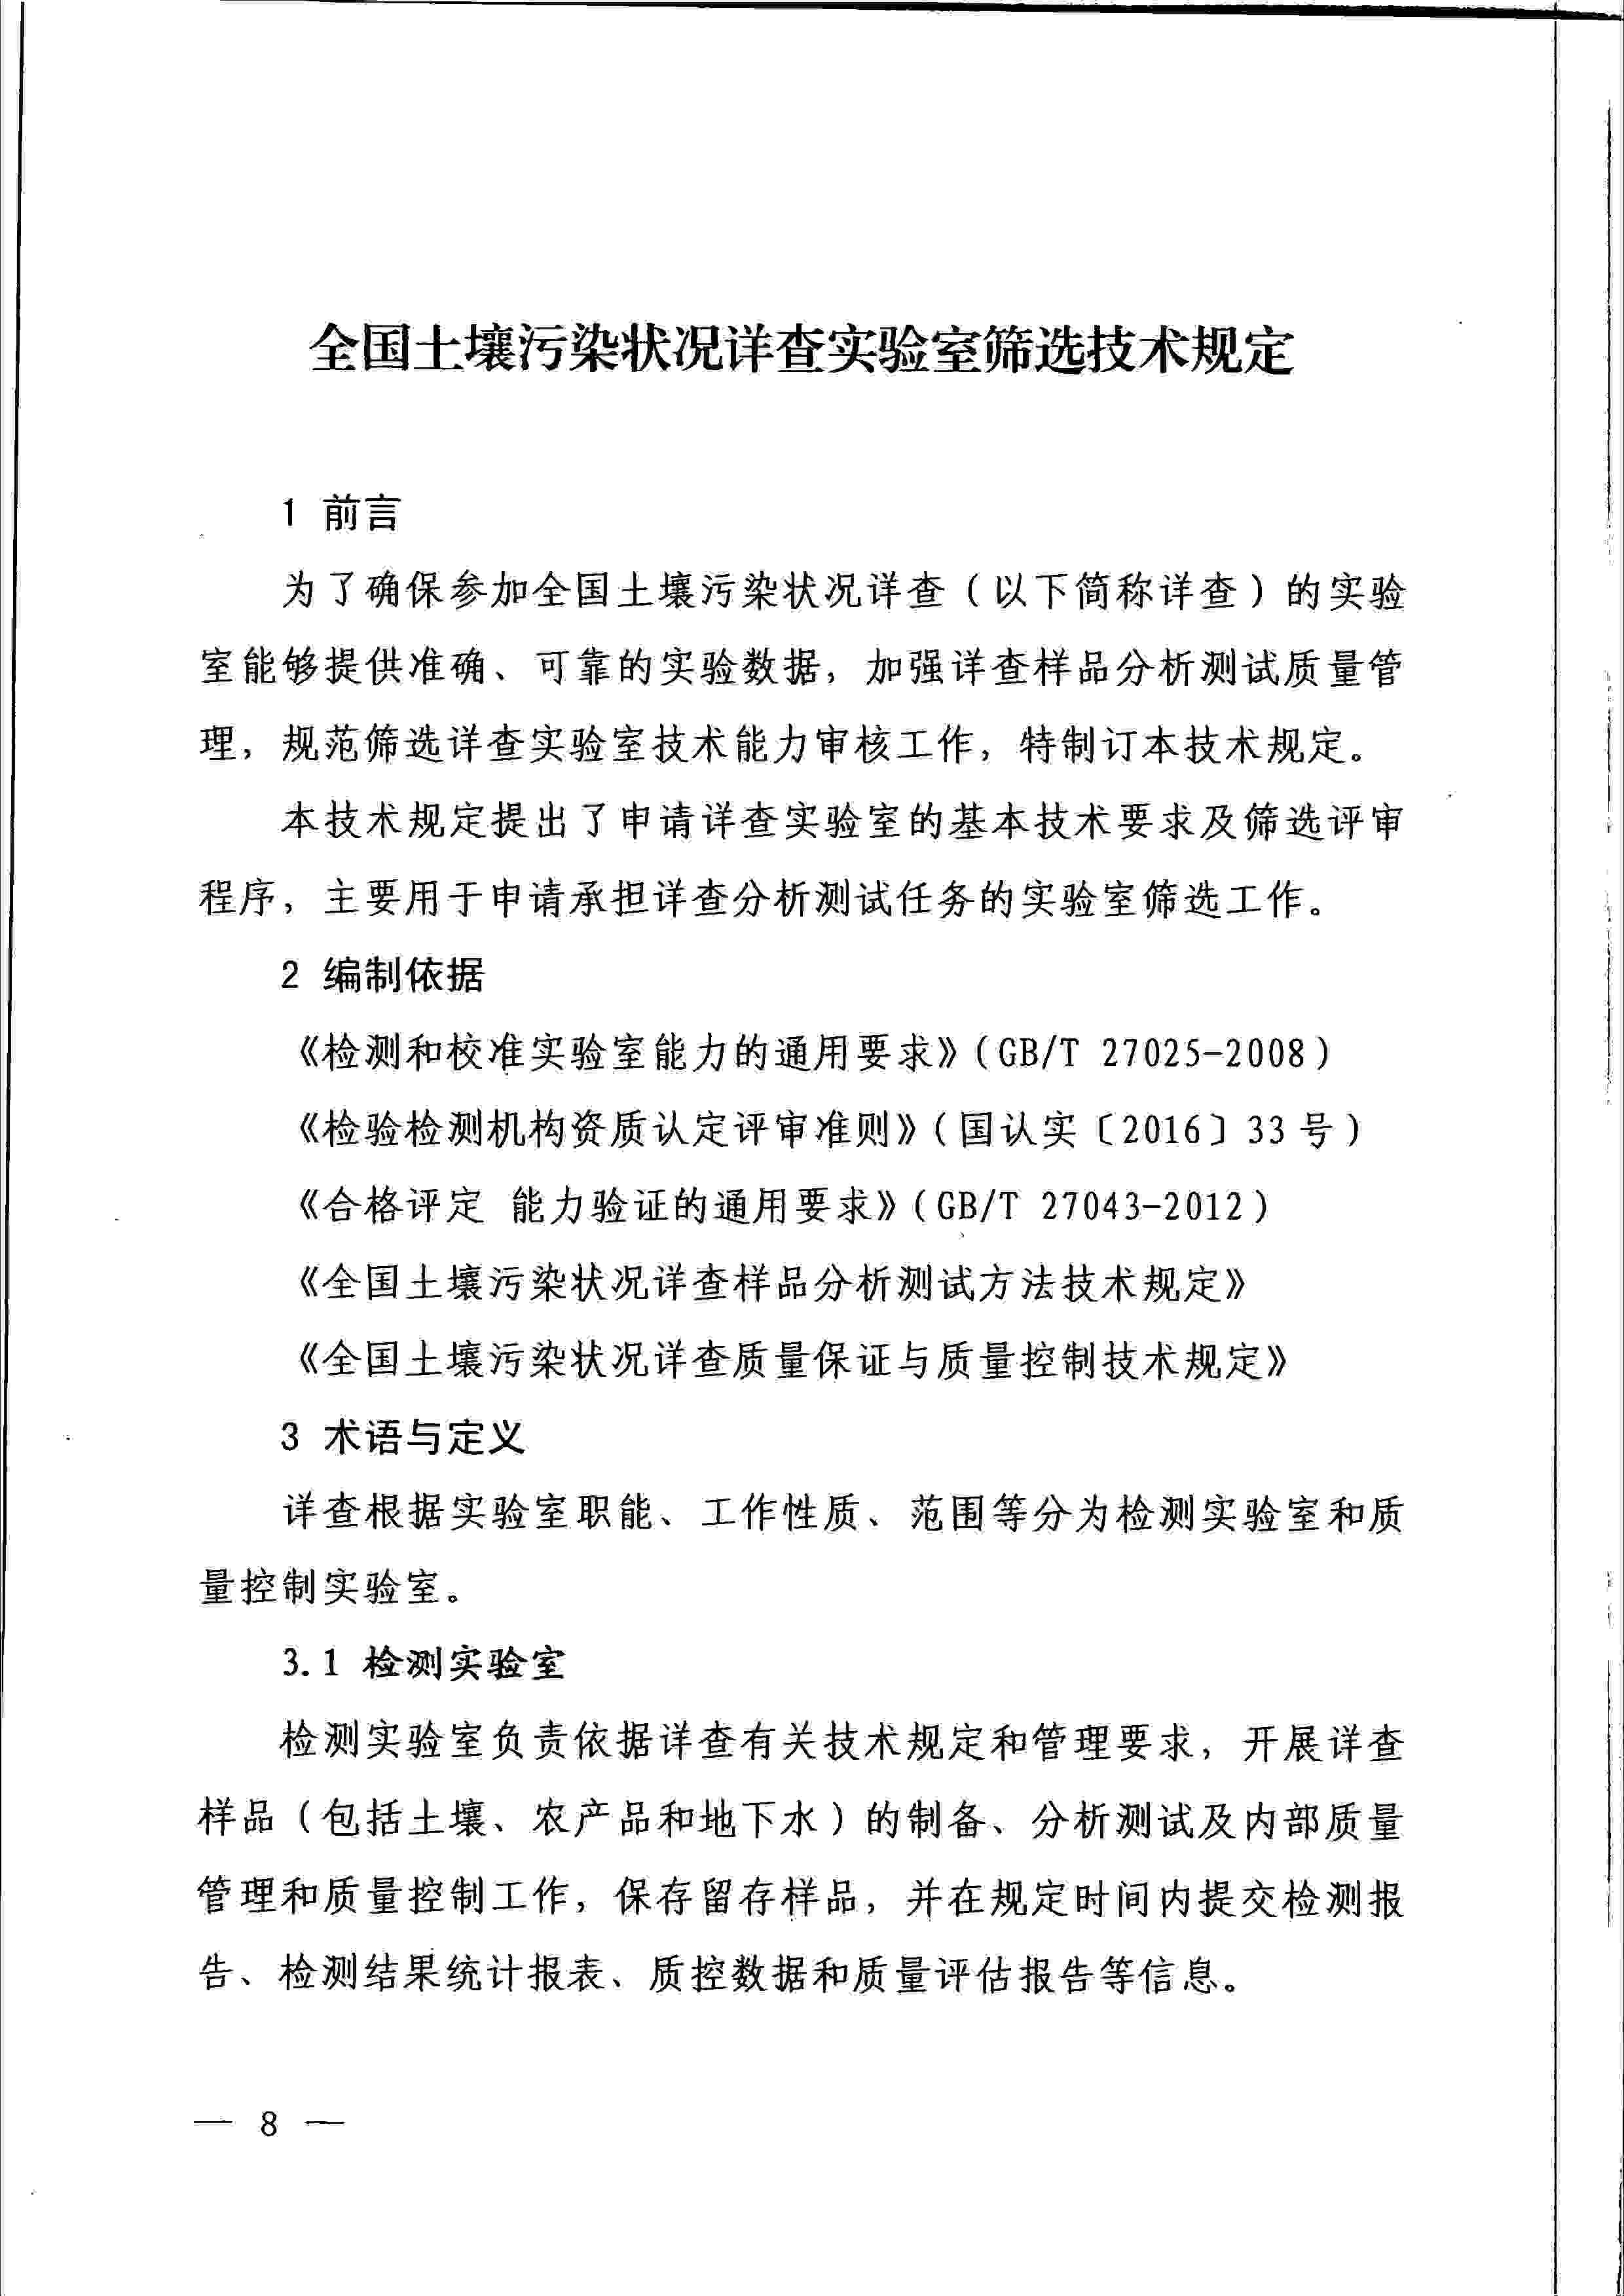 全国土壤污染状况详查实验室筛选技术规定
1 前言
为了确保参加全国土壤污染状况详查（以下简称详查）的实验
室能够提供准确、可靠的实验数据，加强详查样品分析测试质量管
理，规范筛选详查实验室技术能力审核工作，特制订本技术规定。
本技术规定提出了申请详查实验室的基本技术要求及筛选评审
程序，主要用于申请承担详查分析测试任务的实验室筛选工作。
2 编制依据
《检测和校准实验室能力的通用要求》（GB/T 27025-2008）
《检验检测机构资质认定评审准则》（国认实〔2016〕33 号）
《合格评定 能力验证的通用要求》（GB/T 27043-2012）
《全国土壤污染状况详查样品分析测试方法技术规定》
《全国土壤污染状况详查质量保证与质量控制技术规定》
3 术语与定义
详查根据实验室职能、工作性质、范围等分为检测实验室和质
量控制实验室。
3.1 检测实验室
检测实验室负责依据详查有关技术规定和管理要求，开展详查
样品（包括土壤、农产品和地下水）的制备、分析测试及内部质量
管理和质量控制工作，保存留存样品，并在规定时间内提交检测报
告、检测结果统计报表、质控数据和质量评估报告等信息。
— 8 —